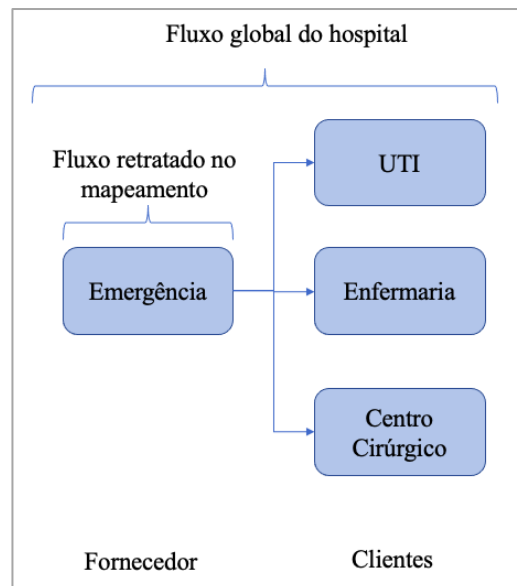 Fluxo global do hospital
Fluxo retratado no
mapeamento
UTI
Emergência
Enfermaria
Centro
Cirúrgico
Fornecedor
Clientes